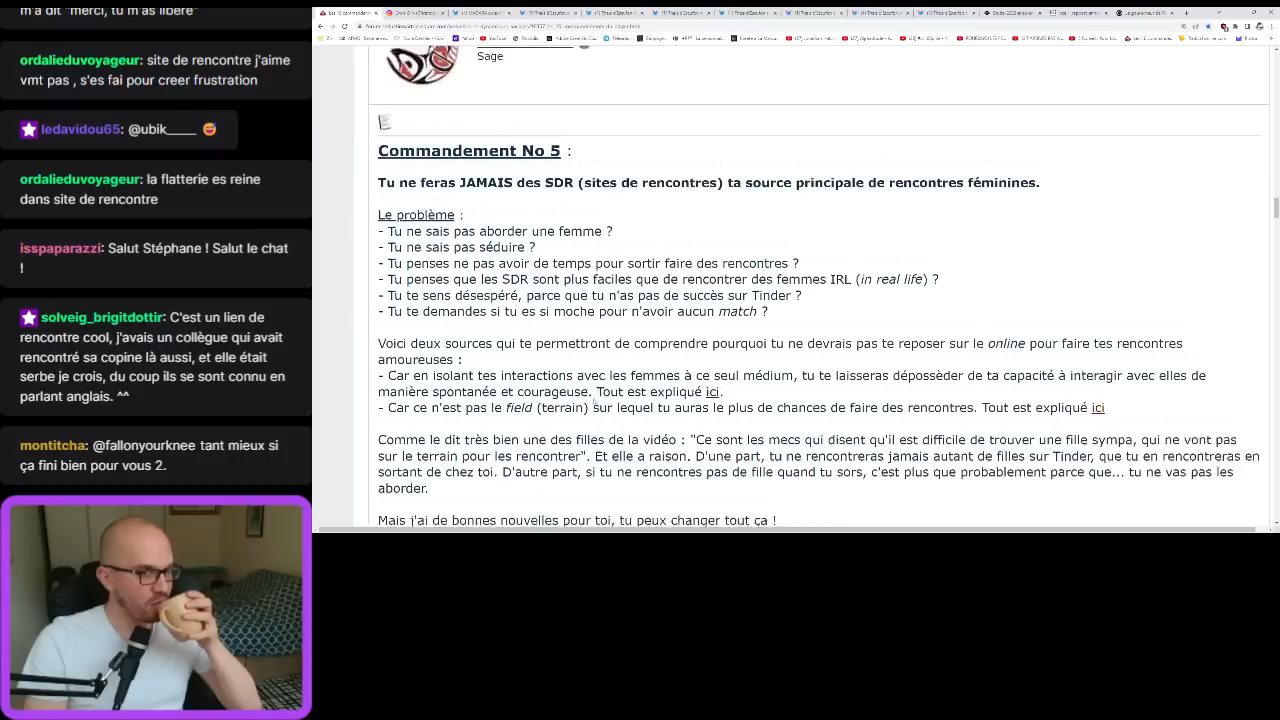 m'a dit "merci, tu m'as libéré"
ordalieduvoyageur: site de rencontre j'aime
vmt pas , s'es fai pour creer frustration
ledavidou65: @ubik_____
ordalieduvoyageur: la flatterie es reine
dans site de rencontre
isspaparazzi: Salut Stéphane ! Salut le chat
!
solveig_brigitdottir: C'est un lien de
rencontre cool, j'avais un collègue qui avait
rencontré sa copine là aussi, et elle était
serbe je crois, du coup ils se sont connu en
parlant anglais. ^^
montitcha: @fallonyourknee tant mieux si
ça fini bien pour vous 2.
Sage
Commandement No 5 :
Tu ne feras JAMAIS des SDR (sites de rencontres) ta source principale de rencontres féminines.
Le problème :
- Tu ne sais pas aborder une femme ?
- Tu ne sais pas séduire ?
- Tu penses ne pas avoir de temps pour sortir faire des rencontres ?
- Tu penses que les SDR sont plus faciles que de rencontrer des femmes IRL (in real life) ?
- Tu te sens désespéré, parce que tu n'as pas de succès sur Tinder ?
- Tu te demandes si tu es si moche pour n'avoir aucun match ?
Voici deux sources qui te permettront de comprendre pourquoi tu ne devrais pas te reposer sur le online pour faire tes rencontres
amoureuses :
- Car en isolant tes interactions avec les femmes à ce seul médium, tu te laisseras dépossèder de ta capacité à interagir avec elles de
manière spontanée et courageuse. Tout est expliqué ici.
- Car ce n'est pas le field (terrain) sur lequel tu auras le plus de chances de faire des rencontres. Tout est expliqué ici
Comme le dit très bien une des filles de la vidéo : "Ce sont les mecs qui disent qu'il est difficile de trouver une fille sympa, qui ne vont pas
sur le terrain pour les rencontrer". Et elle a raison. D'une part, tu ne rencontreras jamais autant de filles sur Tinder, que tu en rencontreras en
sortant de chez toi. D'autre part, si tu ne rencontres pas de fille quand tu sors, c'est plus que probablement parce que... tu ne vas pas les
aborder.
Mais j'ai de bonnes nouvelles pour toi, tu peux changer tout ça !